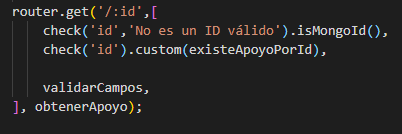 router.get('/:id',[
check('id','No es un ID válido').isMongoId(),
check('id').custom(existeApoyoPorId),
validarCampos,
], obtenerApoyo);